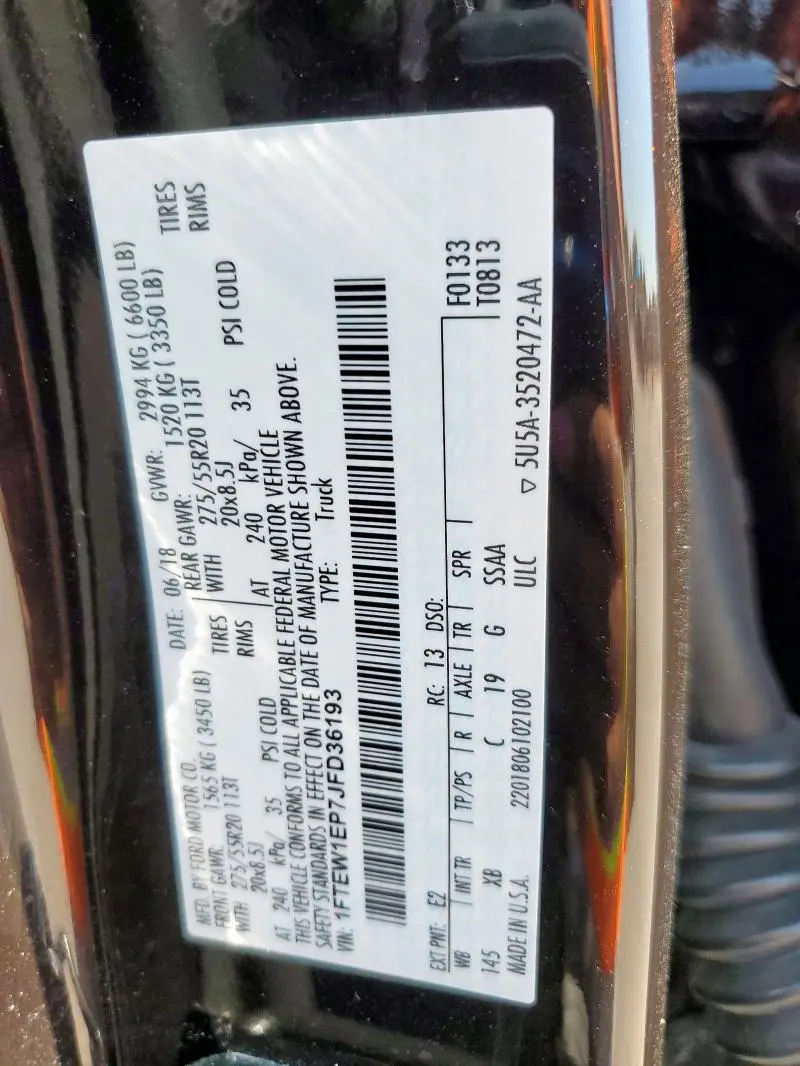 MFD. BY FORD MOTOR CO.
DATE: 06/18 GVWR: 2994 KG ( 6600 LB)
FRONT GAWR: 1565 KG ( 3450 LB) REAR GAWR: 1520 KG ( 3350 LB)
WITH 275/55R20 113T TIRES WITH 275/55R20 113T TIRES
20x8.5J RIMS 20x8.5J RIMS
AT 240 kPa/ 35 PSI COLD AT 240 kPa/ 35 PSI COLD
THIS VEHICLE CONFORMS TO ALL APPLICABLE FEDERAL MOTOR VEHICLE
SAFETY STANDARDS IN EFFECT ON THE DATE OF MANUFACTURE SHOWN ABOVE.
VIN: 1FTEW1EP7JFD36193 TYPE: Truck
EXT PNT: E2 RC: 13 DSO: F0133
WB INT TR TP/PS R AXLE TR SPR T0813
145 XB C 19 G SSAA
MADE IN U.S.A. 2201806102100 ULC ▽ 5U5A-3520472-AA